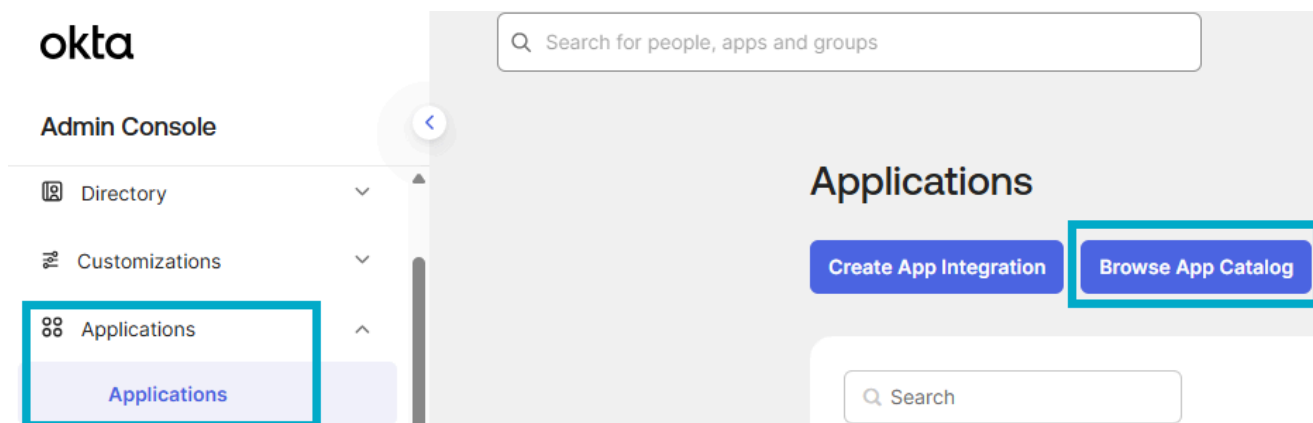 okta
Search for people, apps and groups
Admin Console
Directory
Customizations
Applications
Applications
Applications
Create App Integration
Browse App Catalog
Search